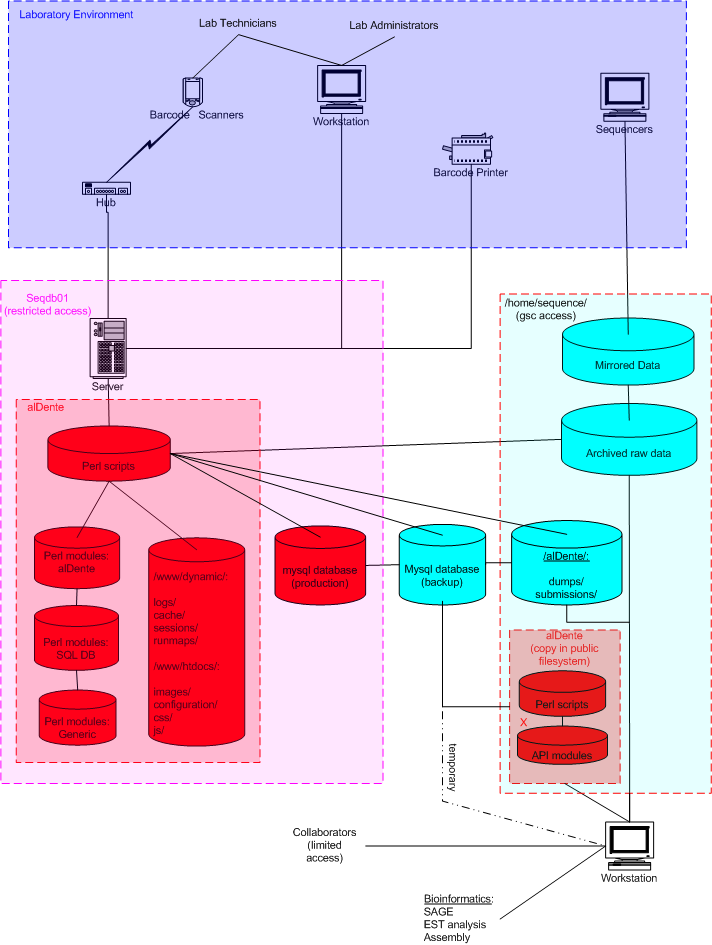 Laboratory Environment
Lab Technicians
Lab Administrators
Barcode Scanners
Workstation
Sequencers
Barcode Printer
Hub
Seqdb01
(restricted access)
/home/sequence/
(gsc access)
Mirrored Data
Server
alDente
Perl scripts
Archived raw data
Perl modules:
alDente
Perl modules:
SQL DB
Perl modules:
Generic
/www/dynamic/:
logs/
cache/
sessions/
runmaps/
/www/htdocs/:
images/
configuration/
css/
js/
mysql database
(production)
Mysql database
(backup)
/alDente/:
dumps/
submissions/
alDente
(copy in public
filesystem)
Perl scripts
X
API modules
temporary
Collaborators
(limited
access)
Workstation
Bioinformatics:
SAGE
EST analysis
Assembly